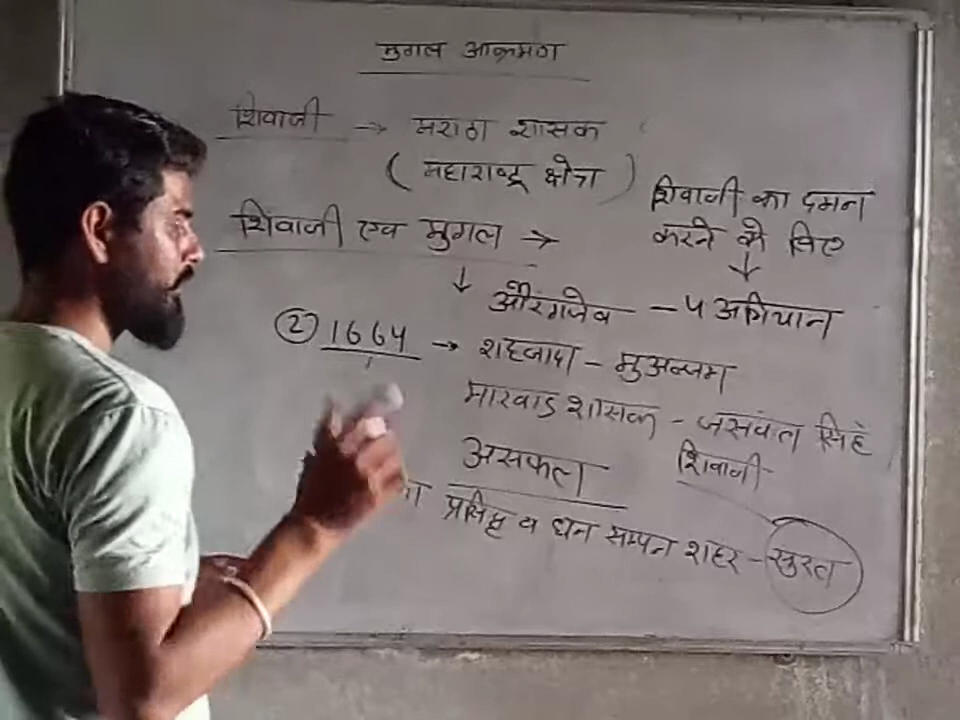 मुगल आक्रमण
शिवाजी → मराठा शासक
(महाराष्ट्र क्षेत्र)
शिवाजी का दमन
करने के लिए
↓
शिवाजी एव मुगल →
↓ औरंगजेब - 5 अभियान
② 1664 → शहजादा - मुअज्जम
मारवाड शासक - जसवंत सिहं
असफल
शिवाजी
प्रसिद्ध व धन सम्पन शहर - सुरत